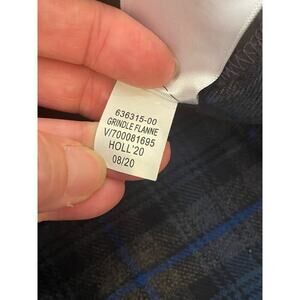 636315-00
GRINDLE FLANNE
V/700081695
HOLL'20
08/20